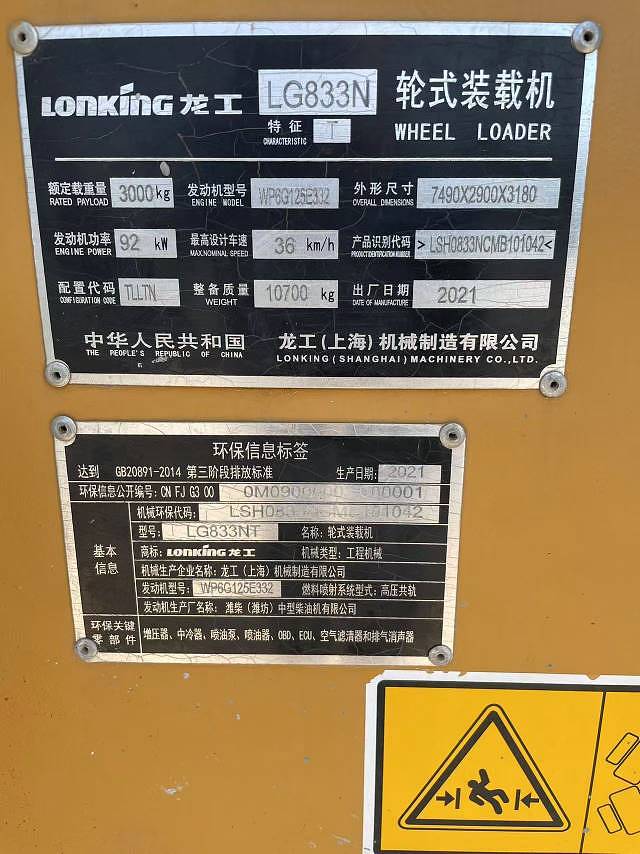 LONKING 龙工 LG833N 轮式装载机
特征 T
CHARACTERISTIC WHEEL LOADER
额定载重量 3000kg 发动机型号 WP6G125E332 外形尺寸 7490X2900X3180
RATED PAYLOAD ENGINE MODEL OVERALL DIMENSIONS
发动机功率 92 kW 最高设计车速 36 km/h 产品识别代码 >LSH0833NCMB101042<
ENGINE POWER MAX.NOMINAL SPEED PRODUCT IDENTIFICATION NUMBER
配置代码 TLLTN 整备质量 10700 kg 出厂日期 2021
CONFIGURATION CODE WEIGHT DATE OF MANUFACTURE
中华人民共和国 龙工(上海)机械制造有限公司
THE PEOPLE'S REPUBLIC OF CHINA LONKING (SHANGHAI) MACHINERY CO.,LTD.
环保信息标签
达到 GB20891-2014 第三阶段排放标准 生产日期: 2021
环保信息公开编号: CN FJ G3 00
机械环保代码:
型号: LG833NT 名称: 轮式装载机
基本信息 商标: LONKING 龙工 机械类型: 工程机械
机械生产企业名称: 龙工(上海)机械制造有限公司
发动机型号: WP6G125E332 燃料喷射系统型式: 高压共轨
发动机生产厂名称: 潍柴(潍坊)中型柴油机有限公司
环保关键零部件 增压器、中冷器、喷油泵、喷油器、OBD、ECU、空气滤清器和排气消声器